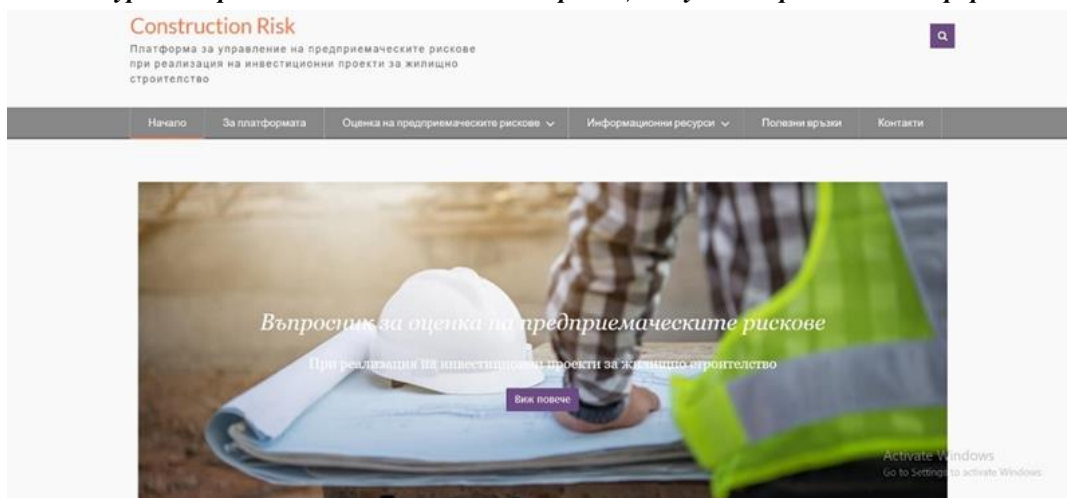 Construction Risk
Платформа за управление на предприемаческите рискове
при реализация на инвестиционни проекти за жилищно
строителство
Начало За платформата Оценка на предприемаческите рискове Информационни ресурси Полезни връзки Контакти
Въпросник за оценка на предприемаческите рискове
При реализация на инвестиционни проекти за жилищно строителство
Виж повече
Activate Windows
Go to Settings to activate Windows.